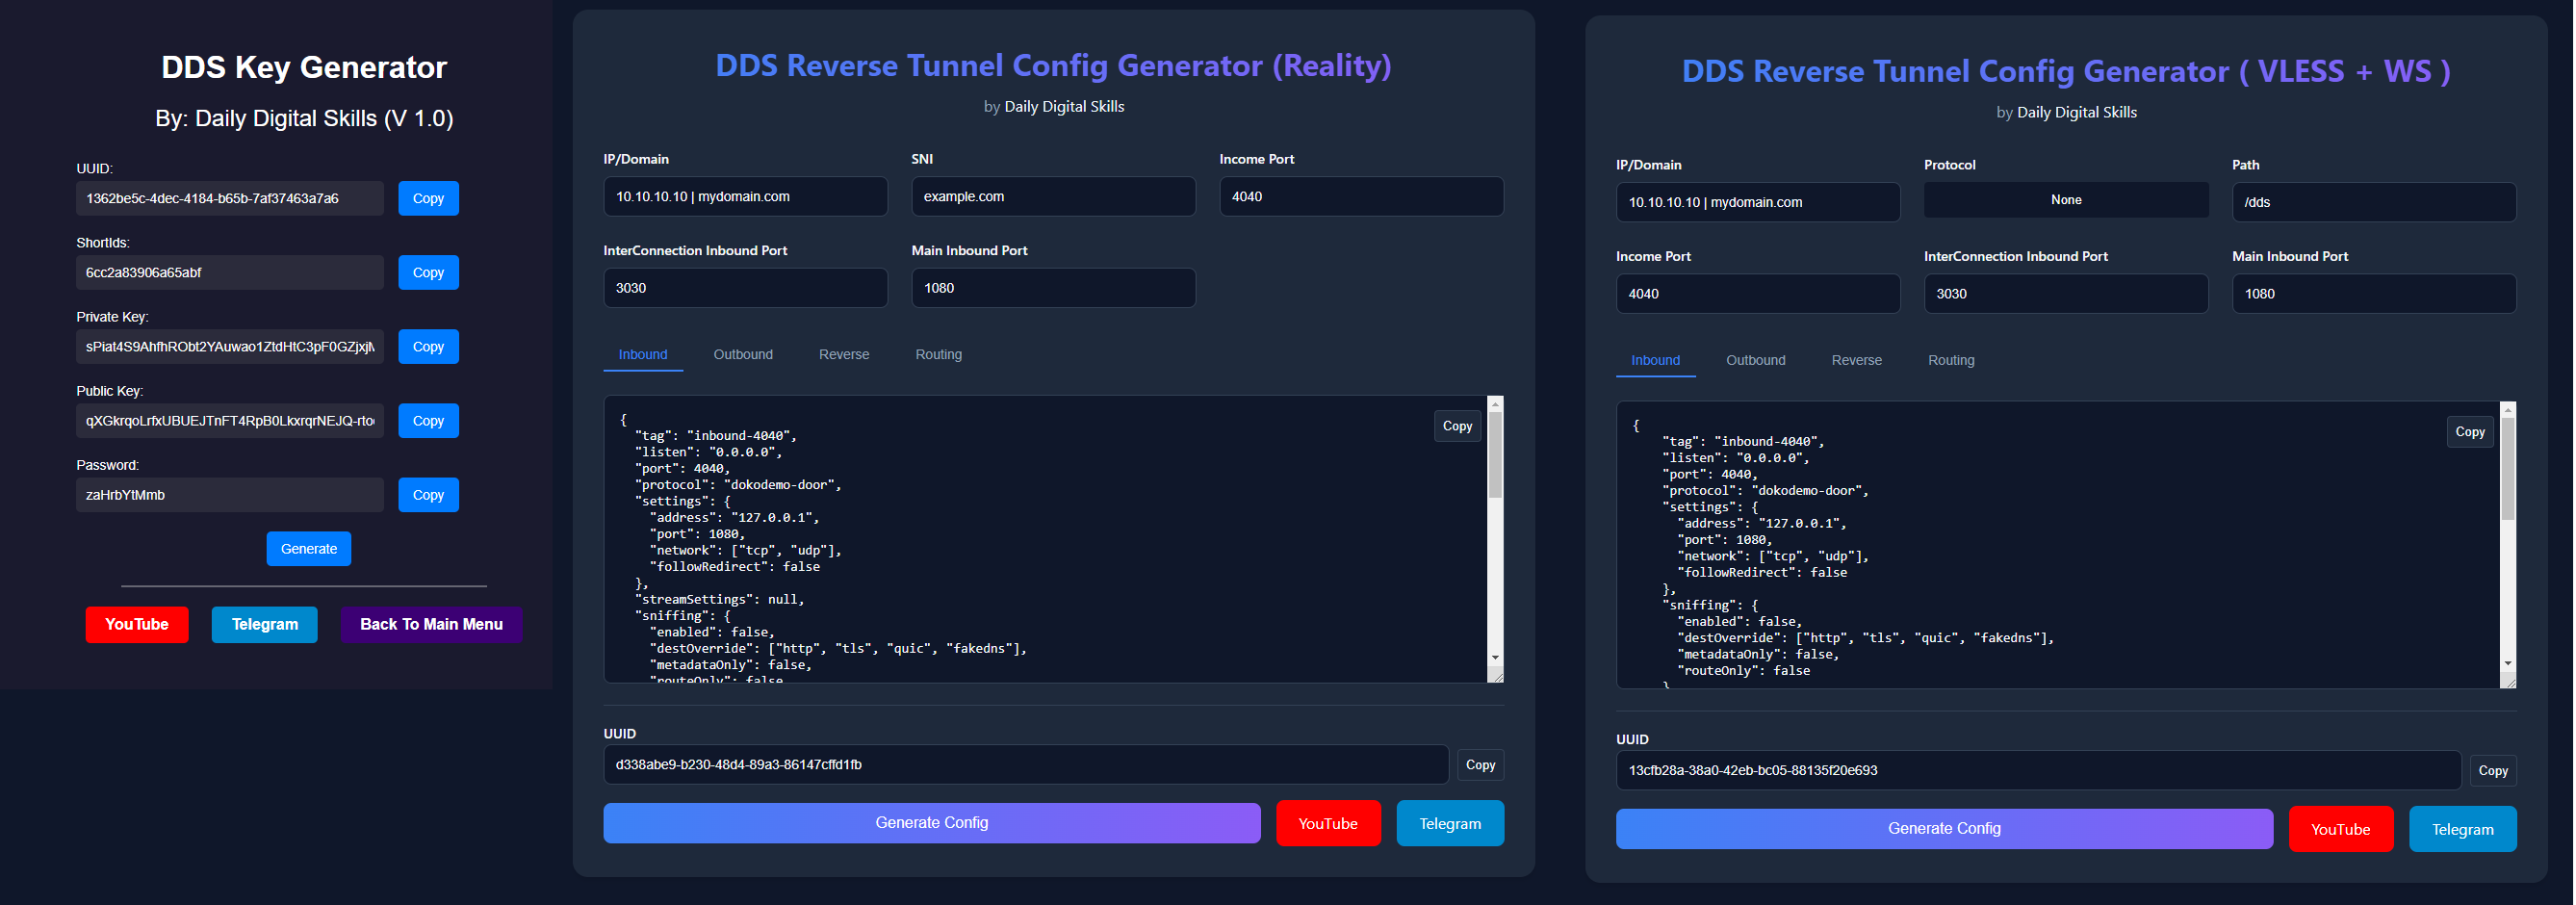 DDS Key Generator
By: Daily Digital Skills (V 1.0)
UUID:
1362be5c-4dec-4184-b65b-7af37463a7a6
Copy
ShortIds:
6cc2a83906a65abf
Copy
Private Key:
sPiat4S9AhfhRObt2YAuwao1ZtdHtC3pF0GZjxj
Copy
Public Key:
qXGkrqoLrfxUBUEJTnFT4RpB0LkxrqrNEJQ-rto
Copy
Password:
zaHrbYtMmb
Copy
Generate
YouTube
Telegram
Back To Main Menu
DDS Reverse Tunnel Config Generator (Reality)
by Daily Digital Skills
IP/Domain
SNI
Income Port
10.10.10.10 | mydomain.com
example.com
4040
InterConnection Inbound Port
Main Inbound Port
3030
1080
Inbound
Outbound
Reverse
Routing
Copy
{
"tag": "inbound-4040",
"listen": "0.0.0.0",
"port": 4040,
"protocol": "dokodemo-door",
"settings": {
"address": "127.0.0.1",
"port": 1080,
"network": ["tcp", "udp"],
"followRedirect": false
},
"streamSettings": null,
"sniffing": {
"enabled": false,
"destOverride": ["http", "tls", "quic", "fakedns"],
"metadataOnly": false,
"routeOnly": false
UUID
d338abe9-b230-48d4-89a3-86147cffd1fb
Copy
Generate Config
YouTube
Telegram
DDS Reverse Tunnel Config Generator ( VLESS + WS )
by Daily Digital Skills
IP/Domain
Protocol
Path
10.10.10.10 | mydomain.com
None
/dds
Income Port
InterConnection Inbound Port
Main Inbound Port
4040
3030
1080
Inbound
Outbound
Reverse
Routing
Copy
{
"tag": "inbound-4040",
"listen": "0.0.0.0",
"port": 4040,
"protocol": "dokodemo-door",
"settings": {
"address": "127.0.0.1",
"port": 1080,
"network": ["tcp", "udp"],
"followRedirect": false
},
"sniffing": {
"enabled": false,
"destOverride": ["http", "tls", "quic", "fakedns"],
"metadataOnly": false,
"routeOnly": false
}
UUID
13cfb28a-38a0-42eb-bc05-88135f20e693
Copy
Generate Config
YouTube
Telegram